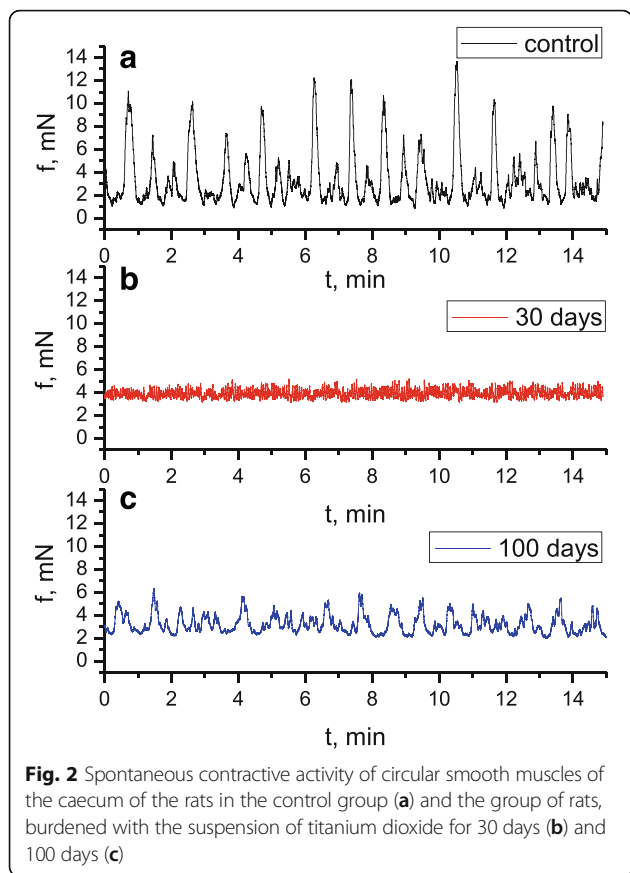 a
control
f, mN
14
12
10
8
6
4
2
0
0 2 4 6 8 10 12 14
t, min
b
30 days
f, mN
14
12
10
8
6
4
2
0
0 2 4 6 8 10 12 14
t, min
c
100 days
f, mN
14
12
10
8
6
4
2
0
0 2 4 6 8 10 12 14
t, min
Fig. 2 Spontaneous contractive activity of circular smooth muscles of
the caecum of the rats in the control group (a) and the group of rats,
burdened with the suspension of titanium dioxide for 30 days (b) and
100 days (c)